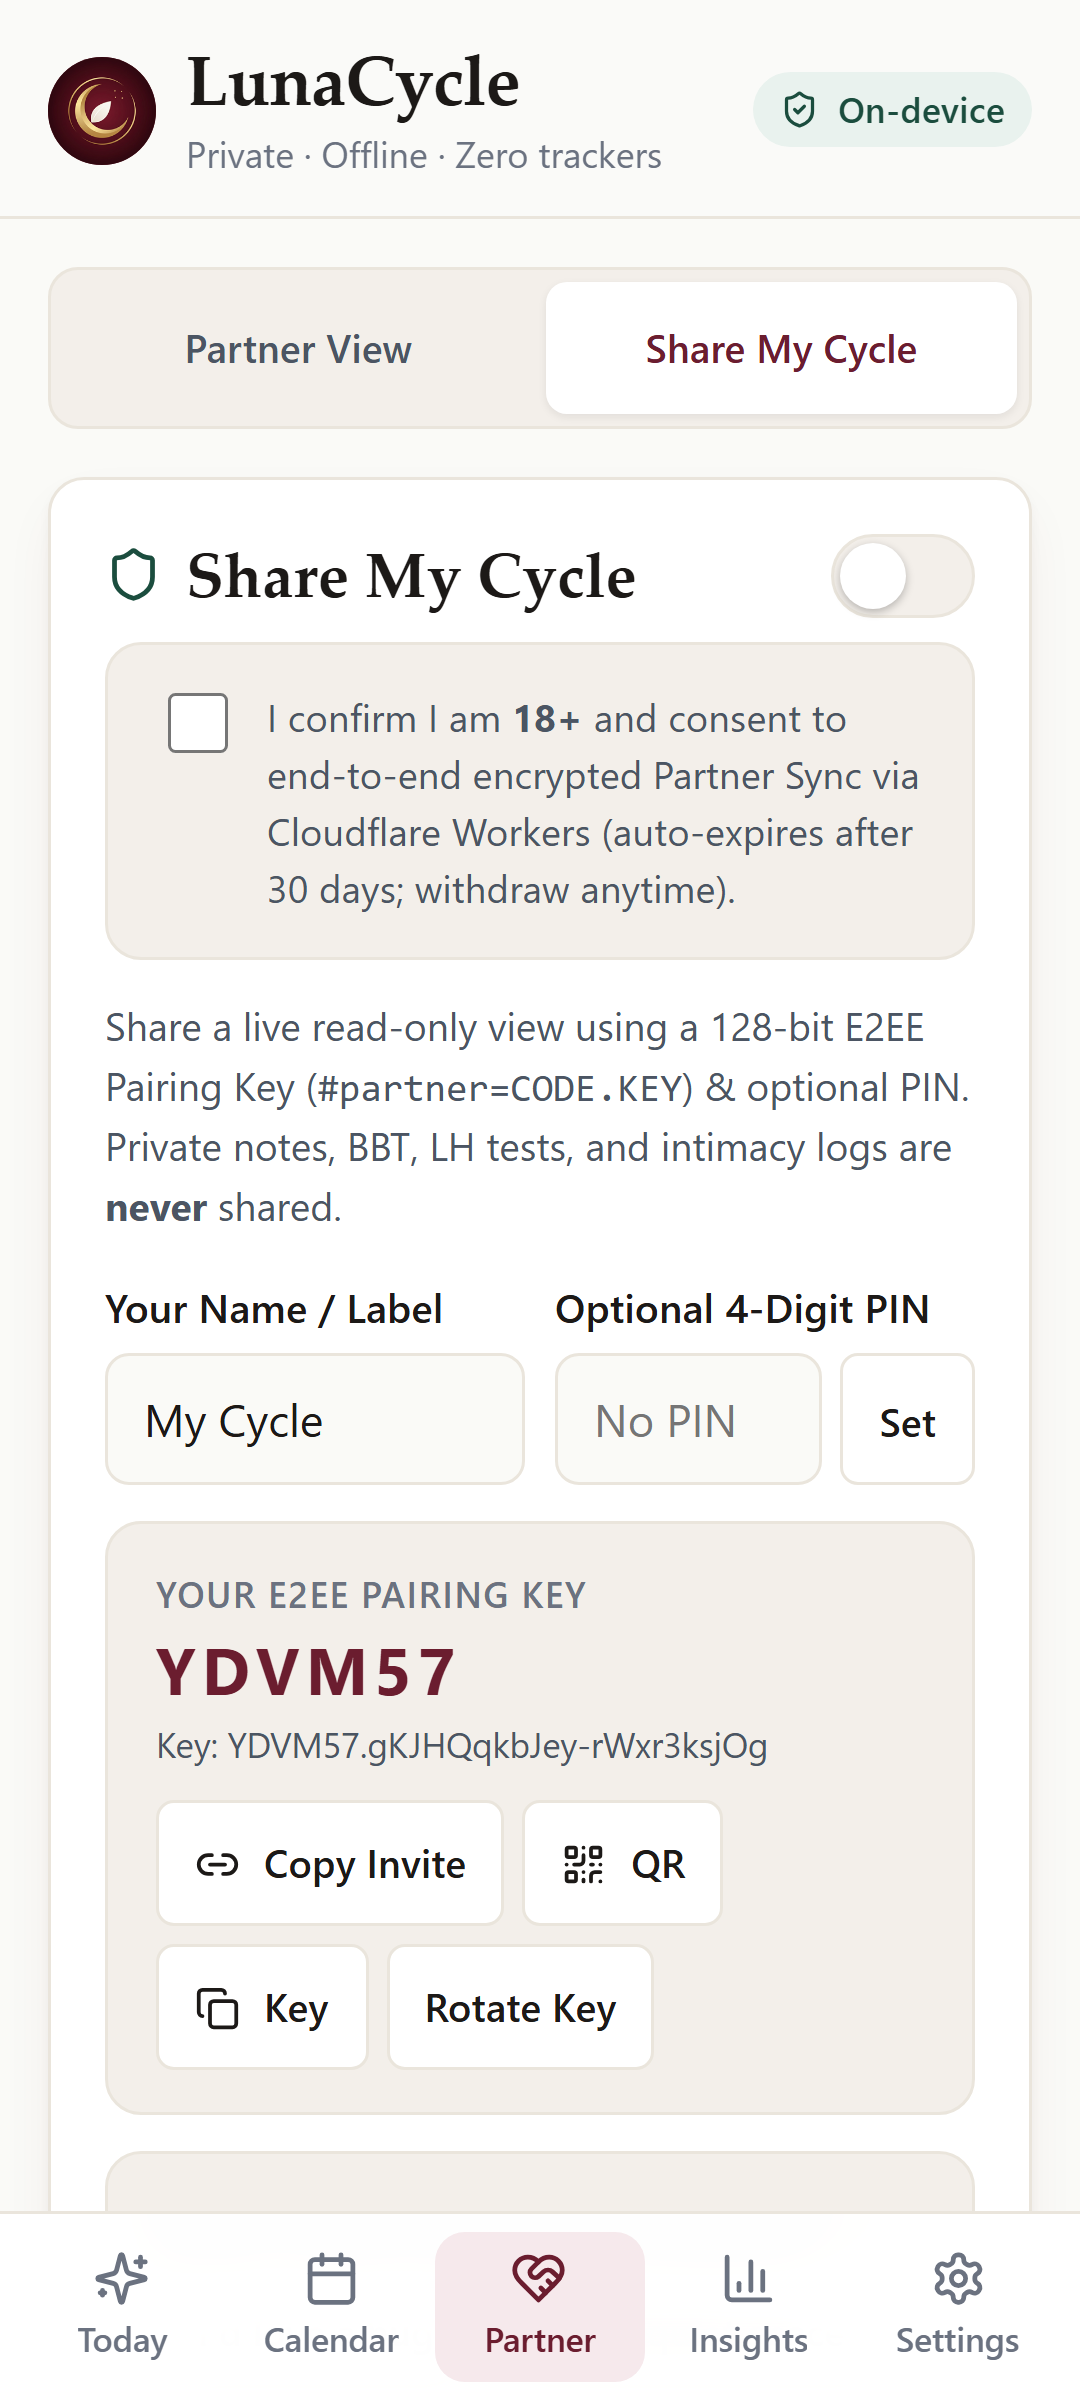 LunaCycle
Private · Offline · Zero trackers
On-device
Partner View
Share My Cycle
Share My Cycle
I confirm I am 18+ and consent to
end-to-end encrypted Partner Sync via
Cloudflare Workers (auto-expires after
30 days; withdraw anytime).
Share a live read-only view using a 128-bit E2EE
Pairing Key (#partner=CODE.KEY) & optional PIN.
Private notes, BBT, LH tests, and intimacy logs are
never shared.
Your Name / Label
Optional 4-Digit PIN
My Cycle
No PIN
Set
YOUR E2EE PAIRING KEY
YDVM57
Key: YDVM57.gKJHQqkbJey-rWxr3ksjOg
Copy Invite
QR
Key
Rotate Key
Today
Calendar
Partner
Insights
Settings